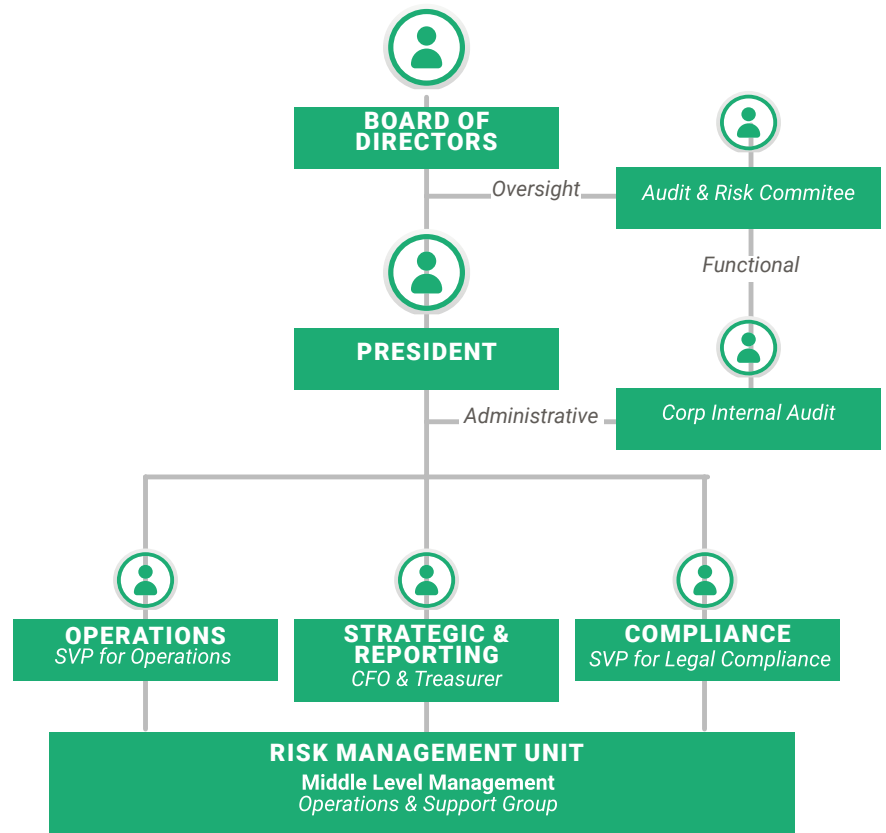 BOARD OF
DIRECTORS
Oversight
Audit & Risk Commitee
Functional
PRESIDENT
Administrative
Corp Internal Audit
OPERATIONS
SVP for Operations
STRATEGIC &
REPORTING
CFO & Treasurer
COMPLIANCE
SVP for Legal Compliance
RISK MANAGEMENT UNIT
Middle Level Management
Operations & Support Group